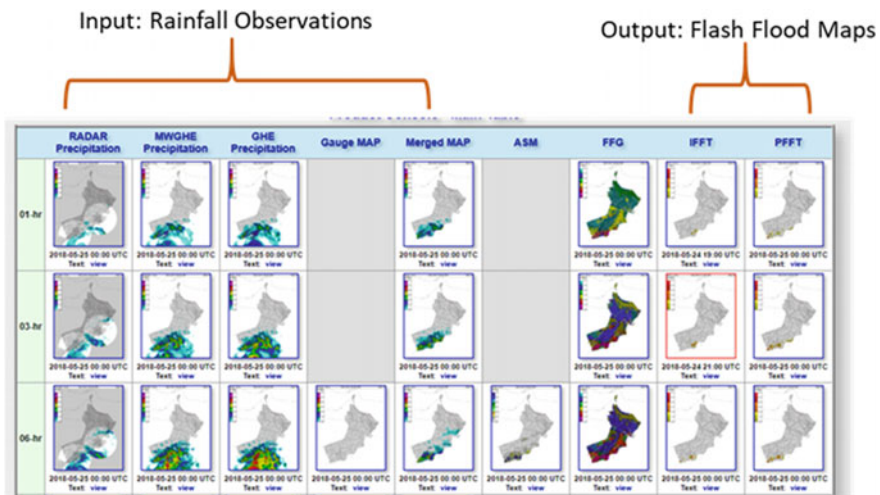 Input: Rainfall Observations
Output: Flash Flood Maps
RADAR Precipitation MWGHE Precipitation GHE Precipitation Gauge MAP Merged MAP ASM FFG IFFT PFFT
01-hr
2018-05-25 00:00 UTC 2018-05-25 00:00 UTC 2018-05-25 00:00 UTC 2018-05-25 00:00 UTC 2018-05-25 00:00 UTC 2018-05-24 19:00 UTC 2018-05-25 00:00 UTC
Text: view Text: view Text: view Text: view Text: view Text: view Text: view
03-hr
2018-05-25 00:00 UTC 2018-05-25 00:00 UTC 2018-05-25 00:00 UTC 2018-05-25 00:00 UTC 2018-05-25 00:00 UTC 2018-05-24 21:00 UTC 2018-05-25 00:00 UTC
Text: view Text: view Text: view Text: view Text: view Text: view Text: view
06-hr
2018-05-25 00:00 UTC 2018-05-25 00:00 UTC 2018-05-25 00:00 UTC 2018-05-25 00:00 UTC 2018-05-25 00:00 UTC 2018-05-25 00:00 UTC 2018-05-25 00:00 UTC 2018-05-25 00:00 UTC 2018-05-25 00:00 UTC
Text: view Text: view Text: view Text: view Text: view Text: view Text: view Text: view Text: view